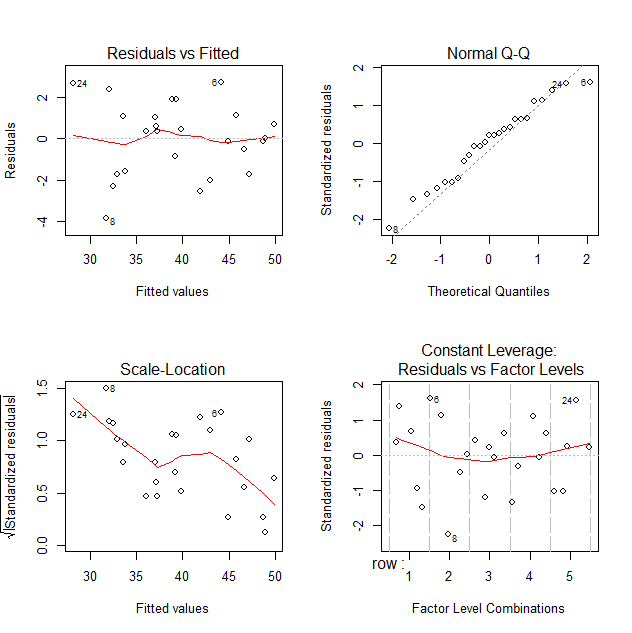 Residuals vs Fitted
Residuals
-4 -2 0 2
24
6
8
30 35 40 45 50
Fitted values
Normal Q-Q
Standardized residuals
-2 -1 0 1 2
24
6
8
-2 -1 0 1 2
Theoretical Quantiles
Scale-Location
√|Standardized residuals|
0.0 0.5 1.0 1.5
8
24
6
30 35 40 45 50
Fitted values
Constant Leverage:
Residuals vs Factor Levels
Standardized residuals
-2 -1 0 1 2
6
24
8
row :
1 2 3 4 5
Factor Level Combinations